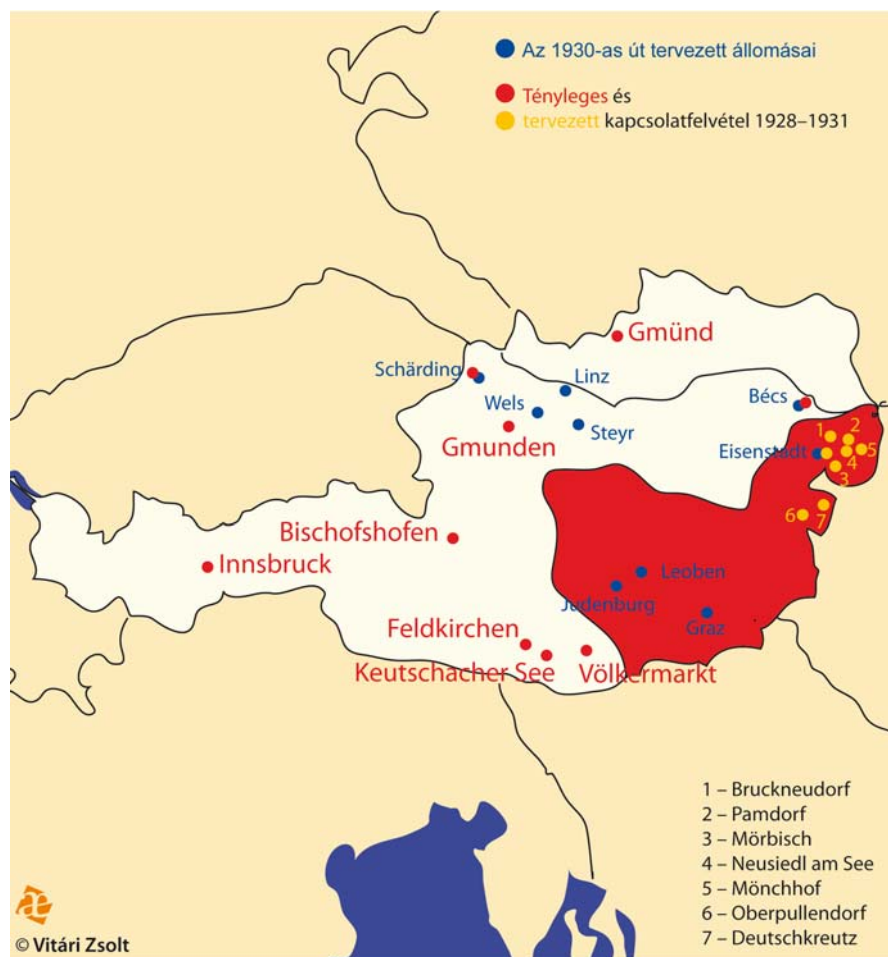 Az 1930-as út tervezett állomásai
Tényleges és
tervezett kapcsolatfelvétel 1928–1931
Gmünd
Schärding
Linz
Wels
Bécs
Steyr
Gmunden
Eisenstadt
1
2
5
4
3
6
7
Bischofshofen
Innsbruck
Leoben
Judenburg
Graz
Feldkirchen
Keutschacher See
Völkermarkt
1 – Bruckneudorf
2 – Pamdorf
3 – Mörbisch
4 – Neusiedl am See
5 – Mönchhof
6 – Oberpullendorf
7 – Deutschkreutz
æ
© Vitári Zsolt